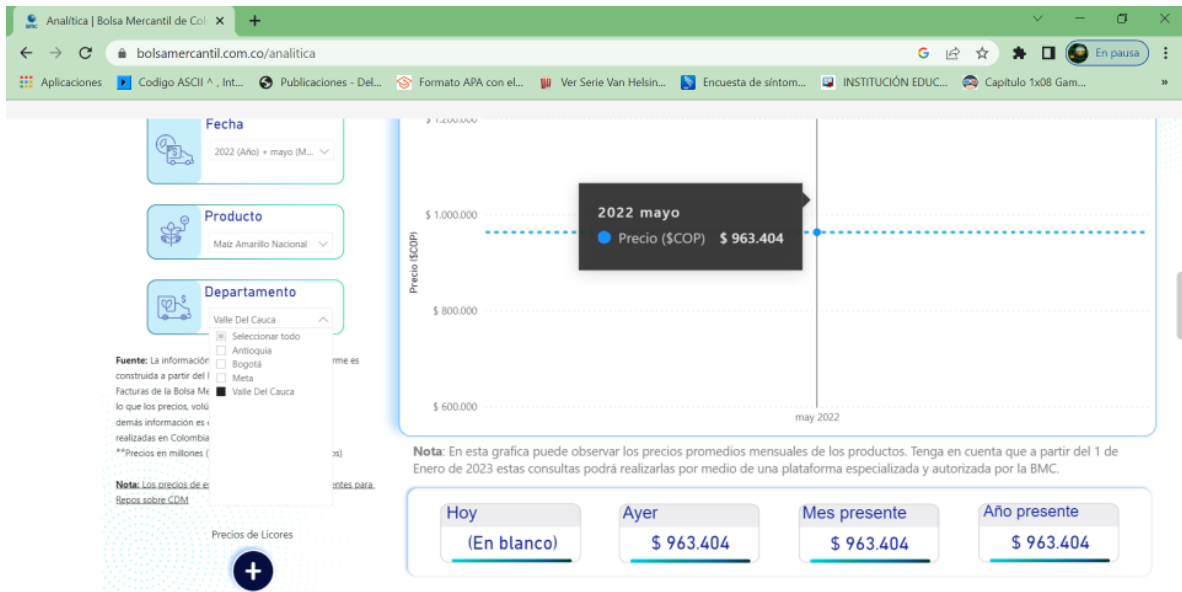 Analítica | Bolsa Mercantil de Col
bolsamercantil.com.co/analitica
En pausa
Aplicaciones
Codigo ASCII ^ , Int...
Publicaciones - Del...
Formato APA con el...
Ver Serie Van Helsin...
Encuesta de síntom...
INSTITUCIÓN EDUC...
Capítulo 1x08 Gam...
»
Fecha
2022 (Año) + mayo (M...
Producto
Maíz Amarillo Nacional
Departamento
Valle Del Cauca
Seleccionar todo
Antioquia
Bogotá
Meta
Valle Del Cauca
Fuente: La información rme es
construida a partir del
Facturas de la Bolsa Me
lo que los precios, volú
demás información es
realizadas en Colombia
**Precios en millones ( os)
Nota: Los precios de es entes para
Repos sobre CDM
Precios de Licores
$ 1.200.000
$ 1.000.000
$ 800.000
$ 600.000
Precio ($COP)
2022 mayo
Precio ($COP) $ 963.404
may 2022
Nota: En esta grafica puede observar los precios promedios mensuales de los productos. Tenga en cuenta que a partir del 1 de
Enero de 2023 estas consultas podrá realizarlas por medio de una plataforma especializada y autorizada por la BMC.
Hoy
(En blanco)
Ayer
$ 963.404
Mes presente
$ 963.404
Año presente
$ 963.404